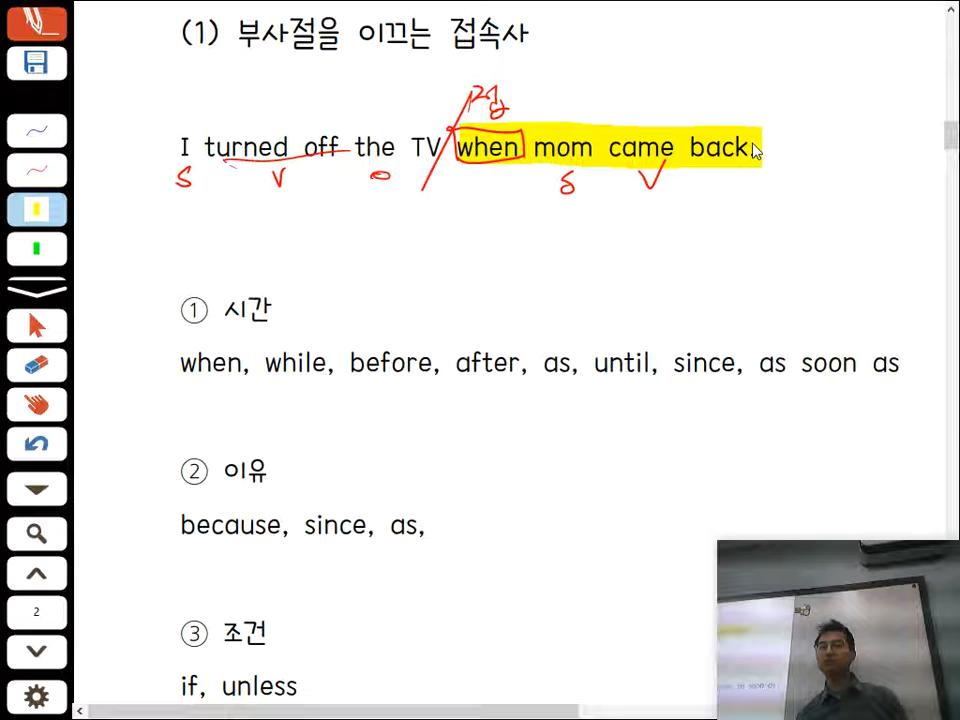 (1) 부사절을 이끄는 접속사
I turned off the TV when mom came back.
S V O S V
① 시간
when, while, before, after, as, until, since, as soon as
② 이유
because, since, as,
③ 조건
if, unless
2